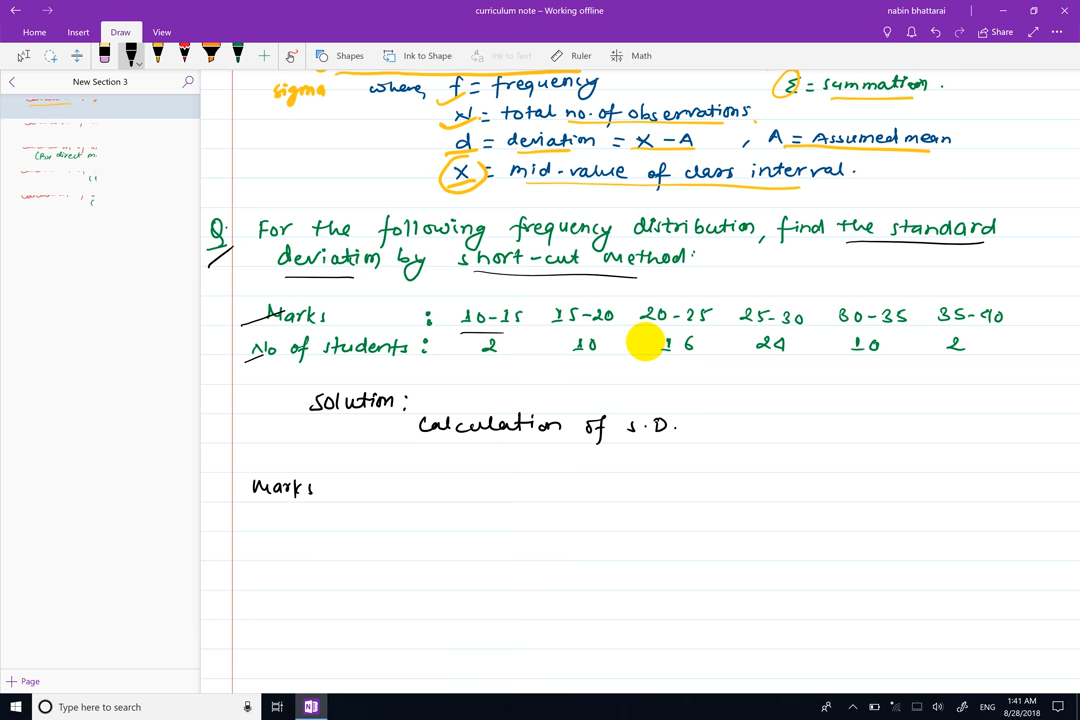 curriculum note – Working offline
nabin bhattarai
Home Insert Draw View
Share
Shapes Ink to Shape Ink to Text Ruler Math
New Section 3
sigma where, f = frequency Σ = summation.
N = total no. of observations
d = deviation = X - A , A = Assumed mean
X = mid-value of class interval.
Q. For the following frequency distribution, find the standard
deviation by short-cut method:
Marks : 10-15 15-20 20-25 25-30 30-35 35-40
No of students : 2 10 16 24 10 2
(For direct m
Solution:
Calculation of S.D.
Marks
+ Page
Type here to search
ENG
1:41 AM
8/28/2018